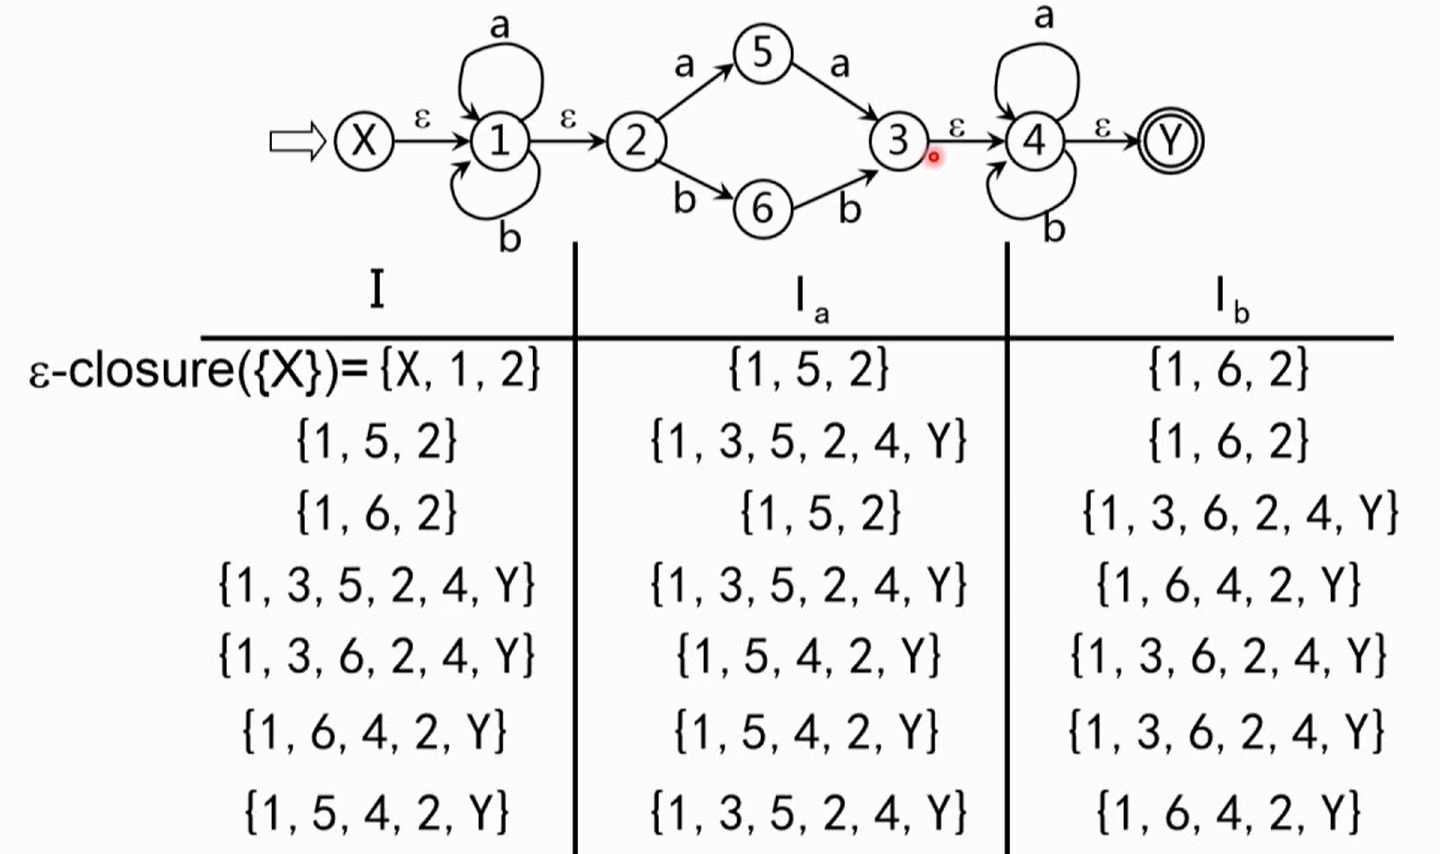 a a
a 5 a
X ε 1 ε 2 3 ε 4 ε Y
b 6 b
b b
I I a I b
ε-closure({X})= {X, 1, 2} {1, 5, 2} {1, 6, 2}
{1, 5, 2} {1, 3, 5, 2, 4, Y} {1, 6, 2}
{1, 6, 2} {1, 5, 2} {1, 3, 6, 2, 4, Y}
{1, 3, 5, 2, 4, Y} {1, 3, 5, 2, 4, Y} {1, 6, 4, 2, Y}
{1, 3, 6, 2, 4, Y} {1, 5, 4, 2, Y} {1, 3, 6, 2, 4, Y}
{1, 6, 4, 2, Y} {1, 5, 4, 2, Y} {1, 3, 6, 2, 4, Y}
{1, 5, 4, 2, Y} {1, 3, 5, 2, 4, Y} {1, 6, 4, 2, Y}